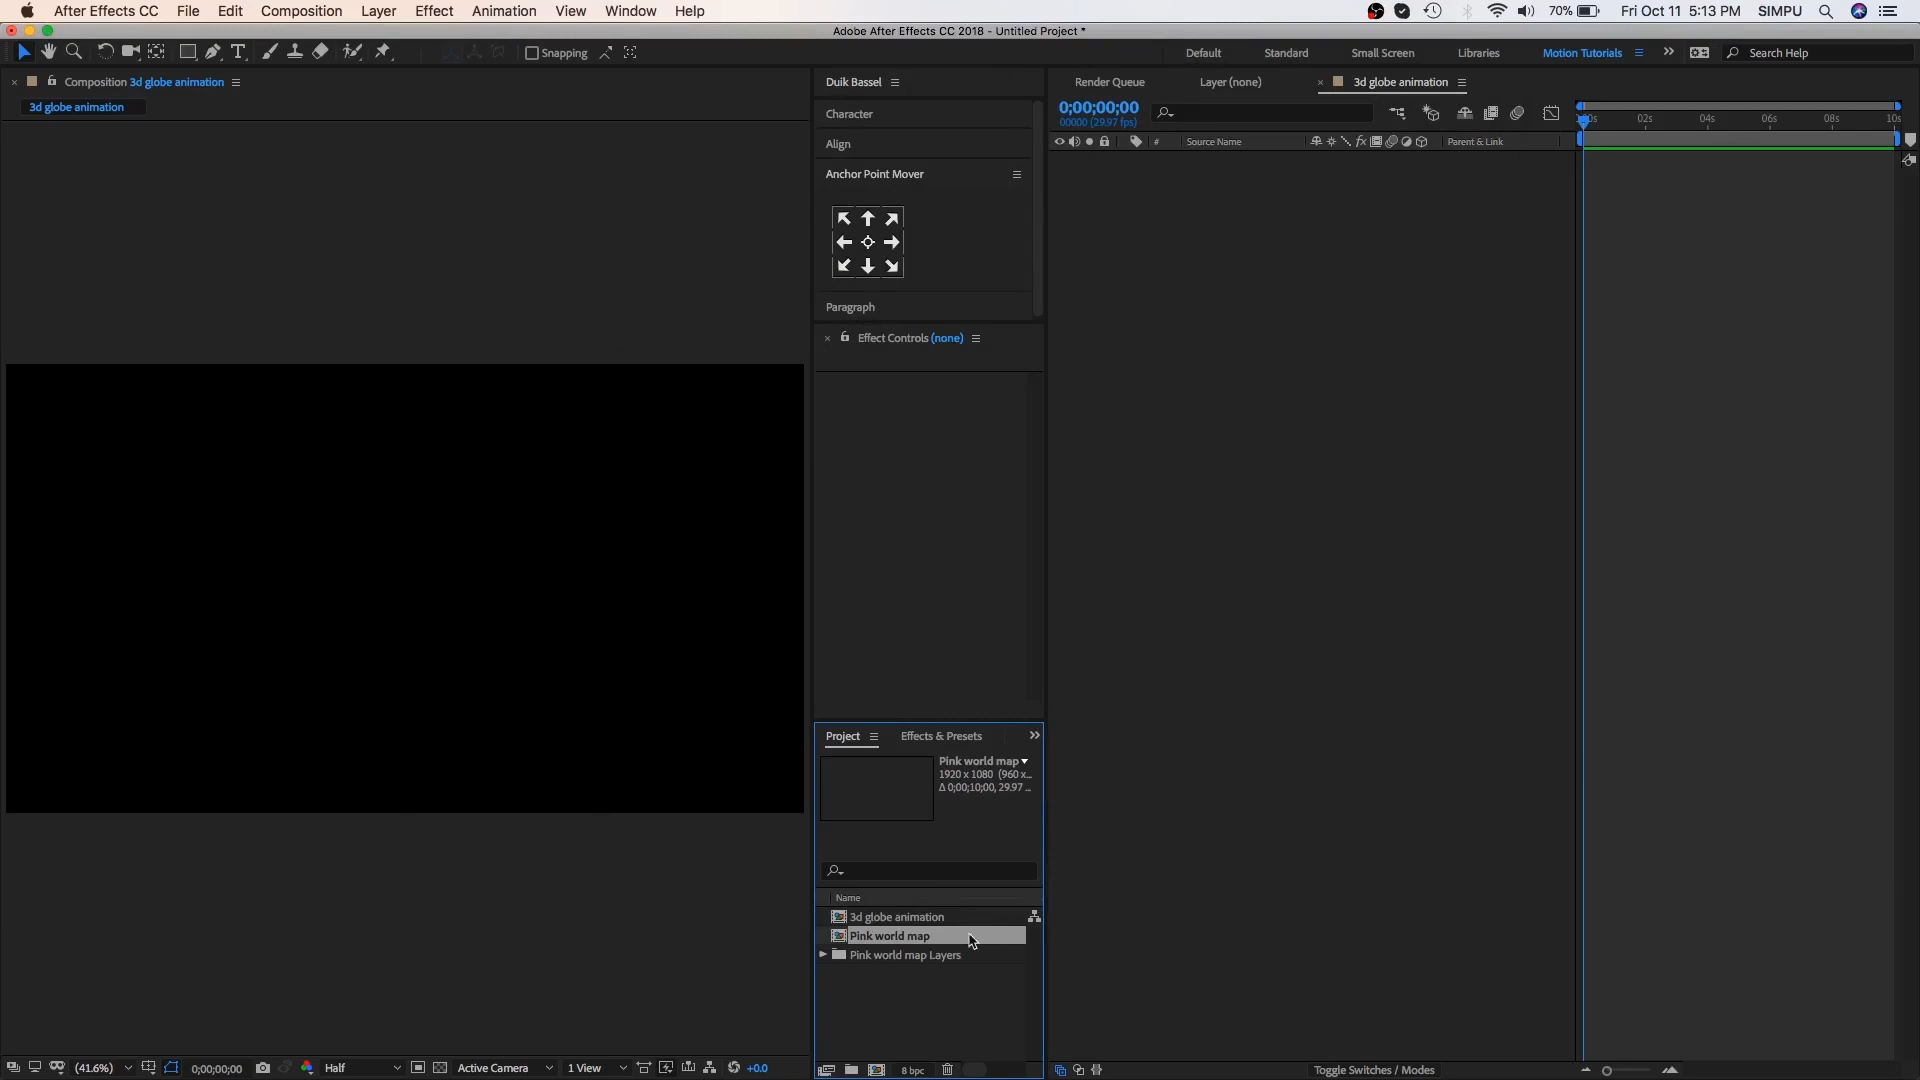 After Effects CC File Edit Composition Layer Effect Animation View Window Help 70% Fri Oct 11 5:13 PM SIMPU
Adobe After Effects CC 2018 - Untitled Project *
Snapping Default Standard Small Screen Libraries Motion Tutorials Search Help
Composition 3d globe animation
3d globe animation
Duik Bassel
Character
Align
Anchor Point Mover
Paragraph
Effect Controls (none)
Render Queue Layer (none) 3d globe animation
0;00;00;00
00000 (29.97 fps)
02s 04s 06s 08s 10s
# Source Name fx Parent & Link
Project Effects & Presets
Pink world map
1920 x 1080 (960 x...
Δ 0;00;10;00, 29.97 ...
Name
3d globe animation
Pink world map
Pink world map Layers
(41.6%) 0;00;00;00 Half Active Camera 1 View +0.0
8 bpc
Toggle Switches / Modes